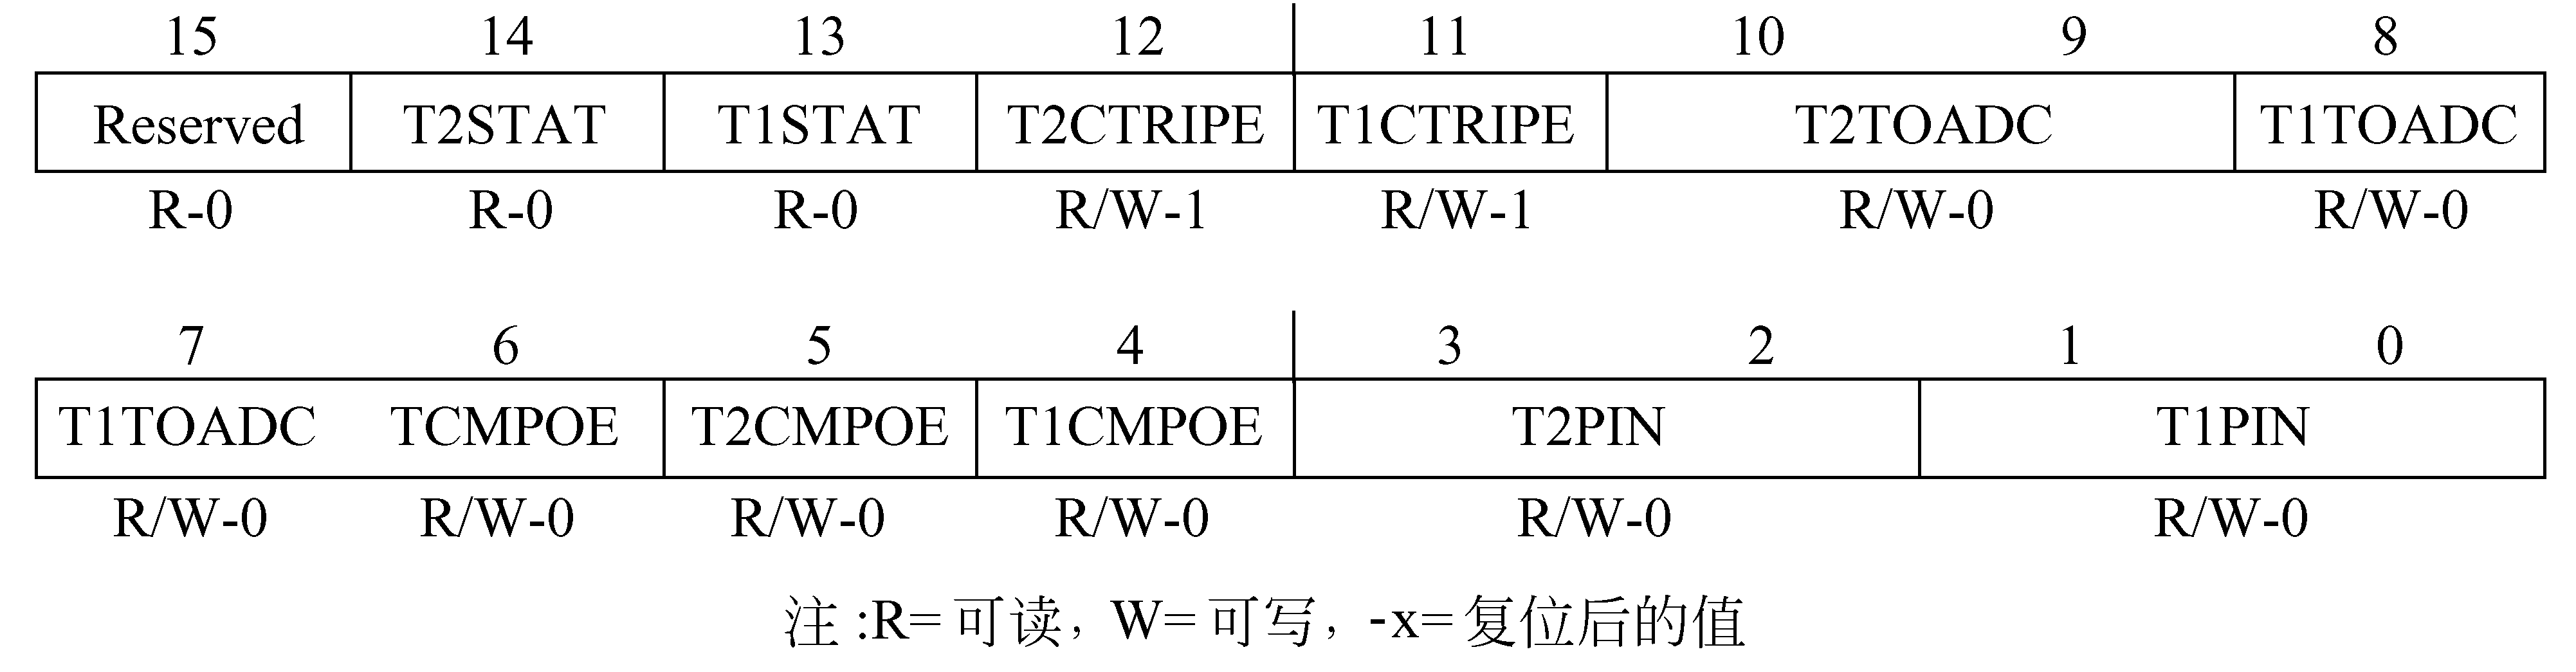 15 14 13 12 11 10 9 8
Reserved T2STAT T1STAT T2CTRIPE T1CTRIPE T2TOADC T1TOADC
R-0 R-0 R-0 R/W-1 R/W-1 R/W-0 R/W-0
7 6 5 4 3 2 1 0
T1TOADC TCMPOE T2CMPOE T1CMPOE T2PIN T1PIN
R/W-0 R/W-0 R/W-0 R/W-0 R/W-0 R/W-0
注:R=可读,W=可写,-x=复位后的值